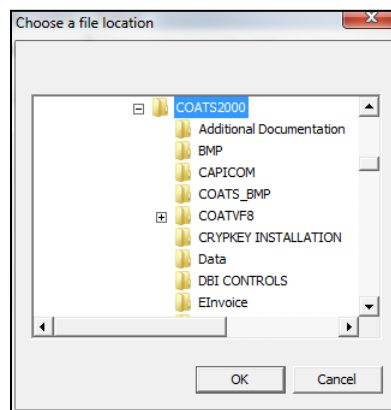 Choose a file location
COATS2000
Additional Documentation
BMP
CAPICOM
COATS_BMP
COATVF8
CRYPKEY INSTALLATION
Data
DBI CONTROLS
EInvoice
OK
Cancel